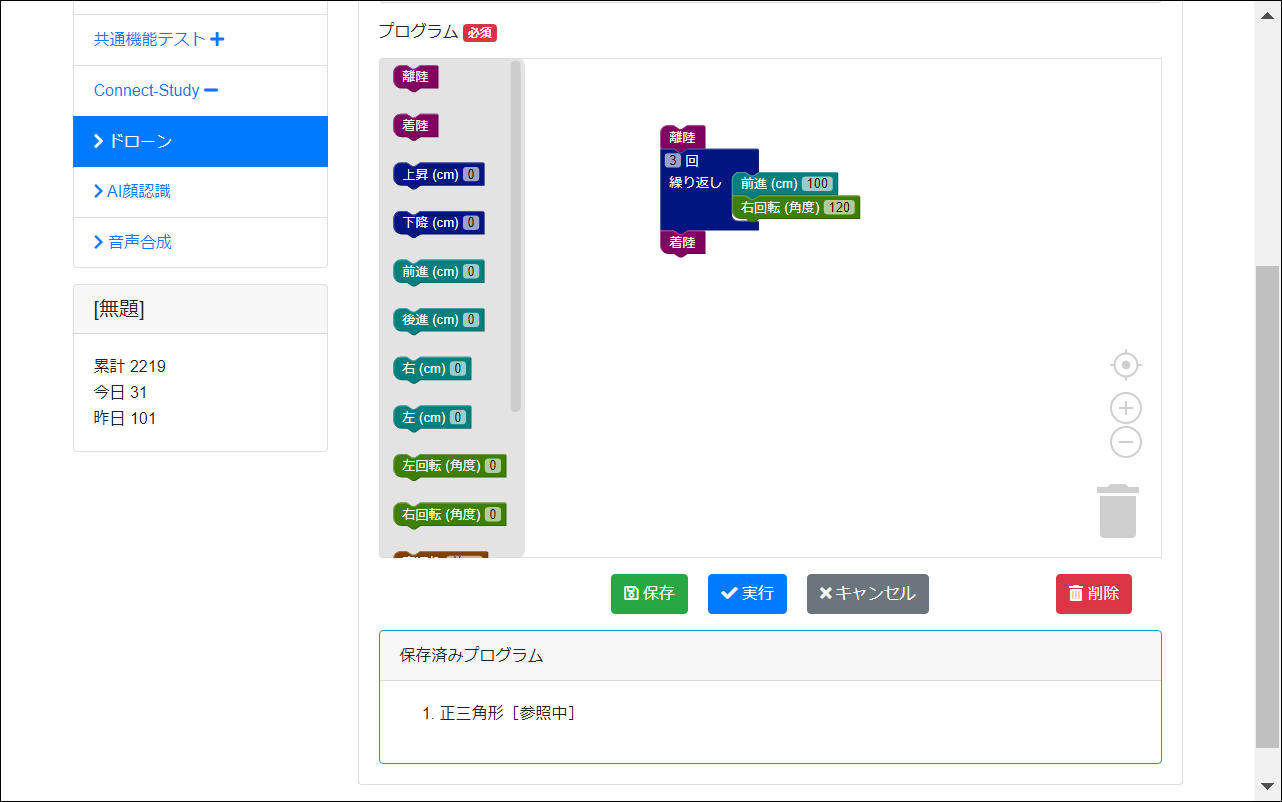 共通機能テスト
Connect-Study
ドローン
AI顔認識
音声合成
[無題]
累計 2219
今日 31
昨日 101
プログラム 必須
離陸
着陸
上昇 (cm) 0
下降 (cm) 0
前進 (cm) 0
後進 (cm) 0
右 (cm) 0
左 (cm) 0
左回転 (角度) 0
右回転 (角度) 0
離陸
3 回
繰り返し
前進 (cm) 100
右回転 (角度) 120
着陸
保存
実行
キャンセル
削除
保存済みプログラム
1. 正三角形［参照中］